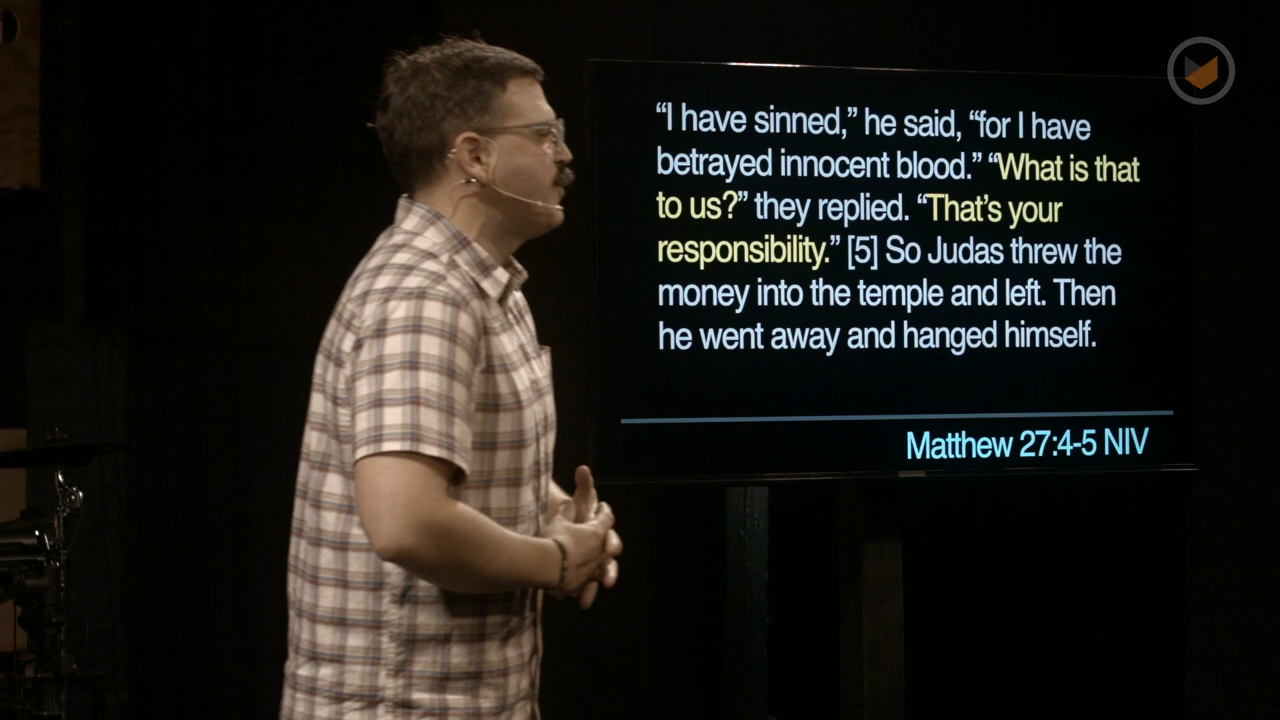 “I have sinned,” he said, “for I have
betrayed innocent blood.” “What is that
to us?” they replied. “That’s your
responsibility.” [5] So Judas threw the
money into the temple and left. Then
he went away and hanged himself.
Matthew 27:4-5 NIV